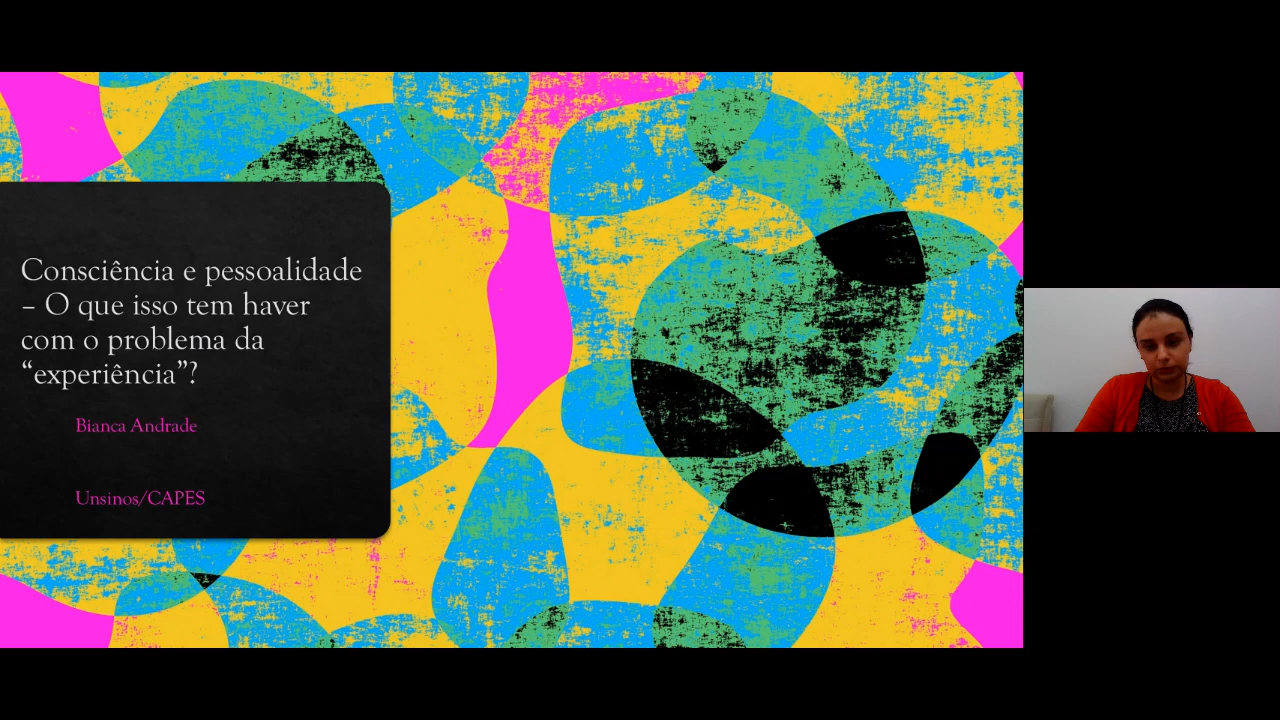 Consciência e pessoalidade
– O que isso tem haver
com o problema da
“experiência”?
Bianca Andrade
Unsinos/CAPES